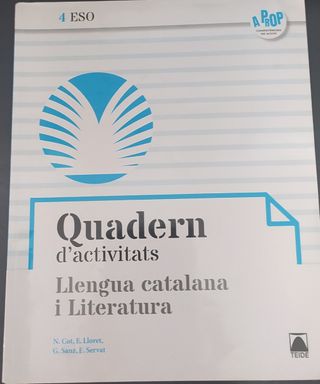 4 ESO
A PROP
Quadern
d'activitats
Llengua catalana
i Literatura
N. Cot, E. Lloret,
G. Sanz, E. Servat
TEIDE